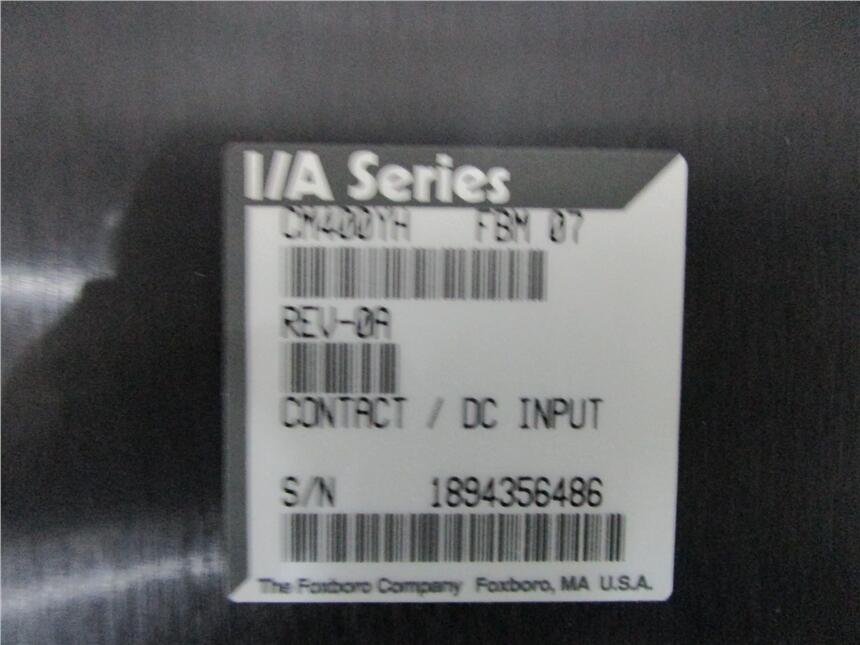 I/A Series
CM400YH FBM 07
REV-0A
CONTACT / DC INPUT
S/N 1894356486
The Foxboro Company Foxboro, MA U.S.A.